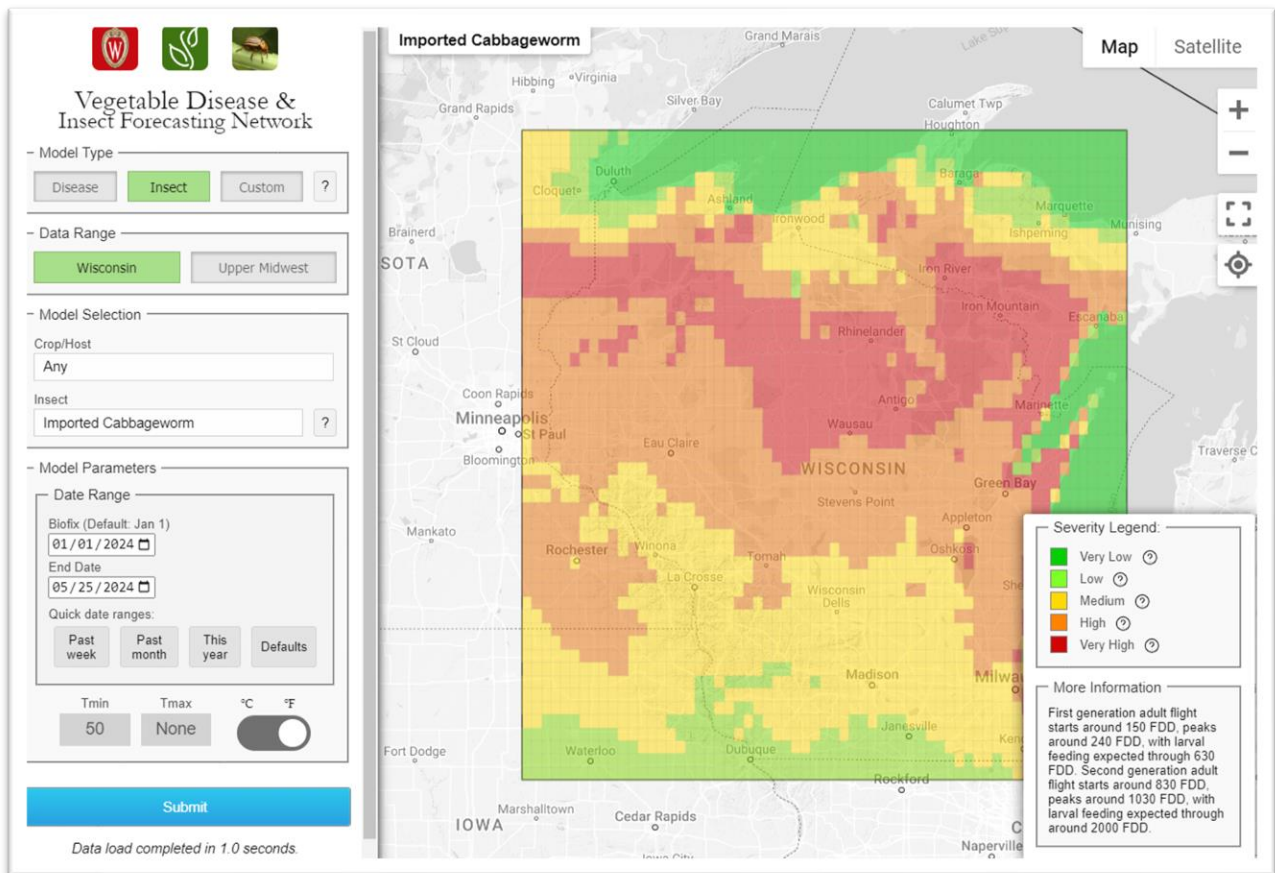 W
Vegetable Disease &
Insect Forecasting Network
Model Type
Disease
Insect
Custom
?
Data Range
Wisconsin
Upper Midwest
Model Selection
Crop/Host
Any
Insect
Imported Cabbageworm
?
Model Parameters
Date Range
Biofix (Default: Jan 1)
01/01/2024
End Date
05/25/2024
Quick date ranges:
Past
week
Past
month
This
year
Defaults
Tmin
Tmax
°C
°F
50
None
Submit
Data load completed in 1.0 seconds.
Imported Cabbageworm
Map
Satellite
+
−
Grand Marais
Lake
Hibbing
Virginia
Grand Rapids
Silver Bay
Calumet Twp
Houghton
Duluth
Cloquet
Baraga
Ashland
Marquette
Ironwood
Ishpeming
Munising
Brainerd
SOTA
Iron River
Iron Mountain
Escanaba
Rhinelander
St Cloud
Antigo
Marinette
Coon Rapids
Minneapolis
St Paul
Wausau
Eau Claire
Bloomington
WISCONSIN
Traverse C
Green Bay
Stevens Point
Appleton
Mankato
Rochester
Winona
Tomah
Oshkosh
She
La Crosse
Wisconsin
Dells
Madison
Milwau
Janesville
Ken
Fort Dodge
Waterloo
Dubuque
Rockford
Marshalltown
IOWA
Cedar Rapids
C
Naperville
Iowa City
Severity Legend:
Very Low ?
Low ?
Medium ?
High ?
Very High ?
More Information
First generation adult flight
starts around 150 FDD, peaks
around 240 FDD, with larval
feeding expected through 630
FDD. Second generation adult
flight starts around 830 FDD,
peaks around 1030 FDD, with
larval feeding expected through
around 2000 FDD.